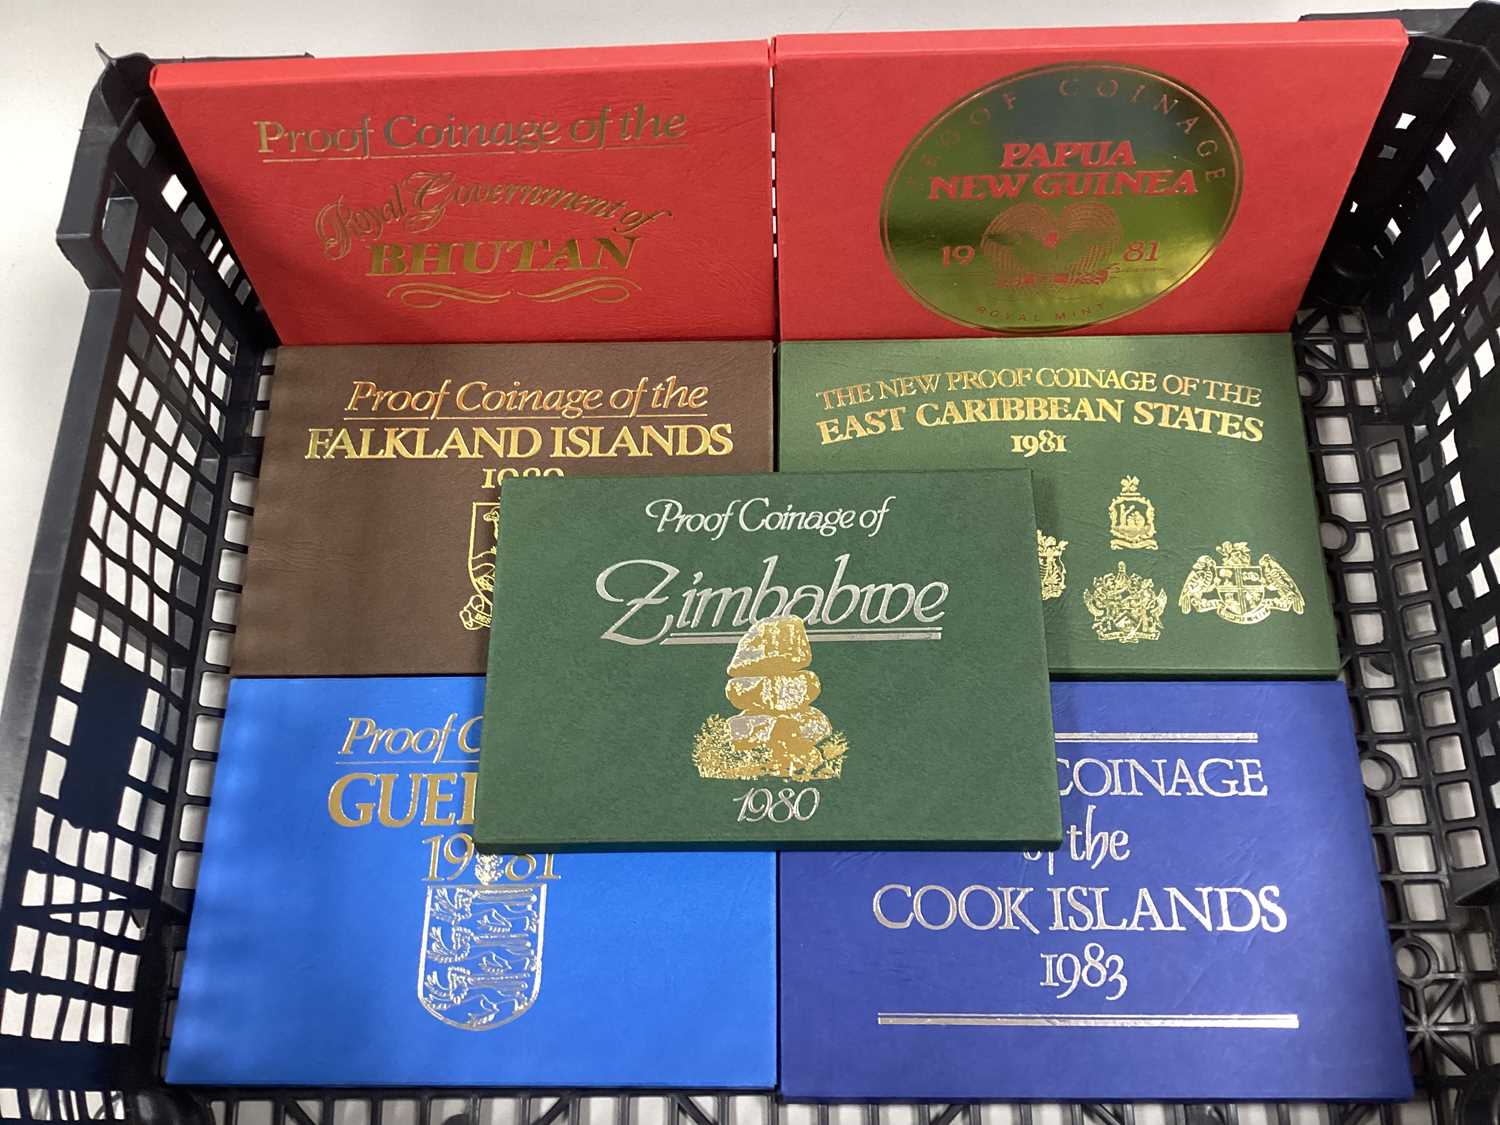 Proof Coinage of the
Royal Government of
BHUTAN
PROOF COINAGE
PAPUA
NEW GUINEA
19 81
ROYAL MINT
Proof Coinage of the
FALKLAND ISLANDS
THE NEW PROOF COINAGE OF THE
EAST CARIBBEAN STATES
1981
Proof Coinage of
Zimbabwe
1980
Proof
GUE
1981
COINAGE
of the
COOK ISLANDS
1983